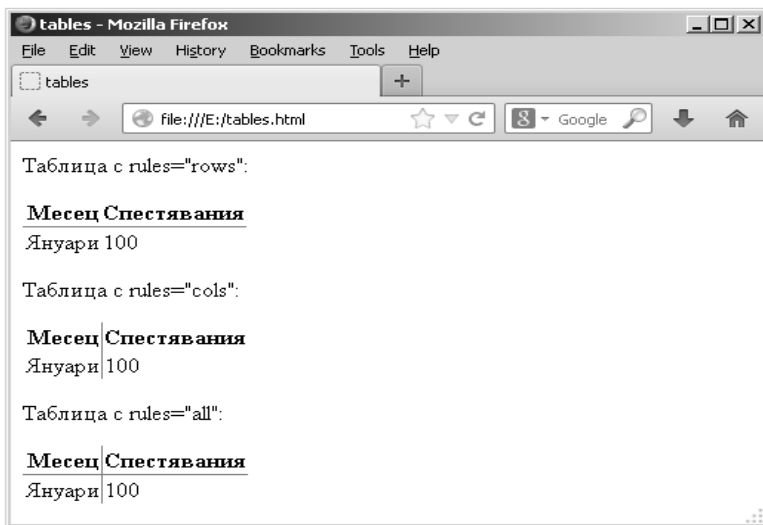 tables - Mozilla Firefox
File Edit View History Bookmarks Tools Help
tables +
file:///E:/tables.html 8 Google
Таблица с rules="rows":
Месец Спестявания
Януари 100
Таблица с rules="cols":
Месец Спестявания
Януари 100
Таблица с rules="all":
Месец Спестявания
Януари 100